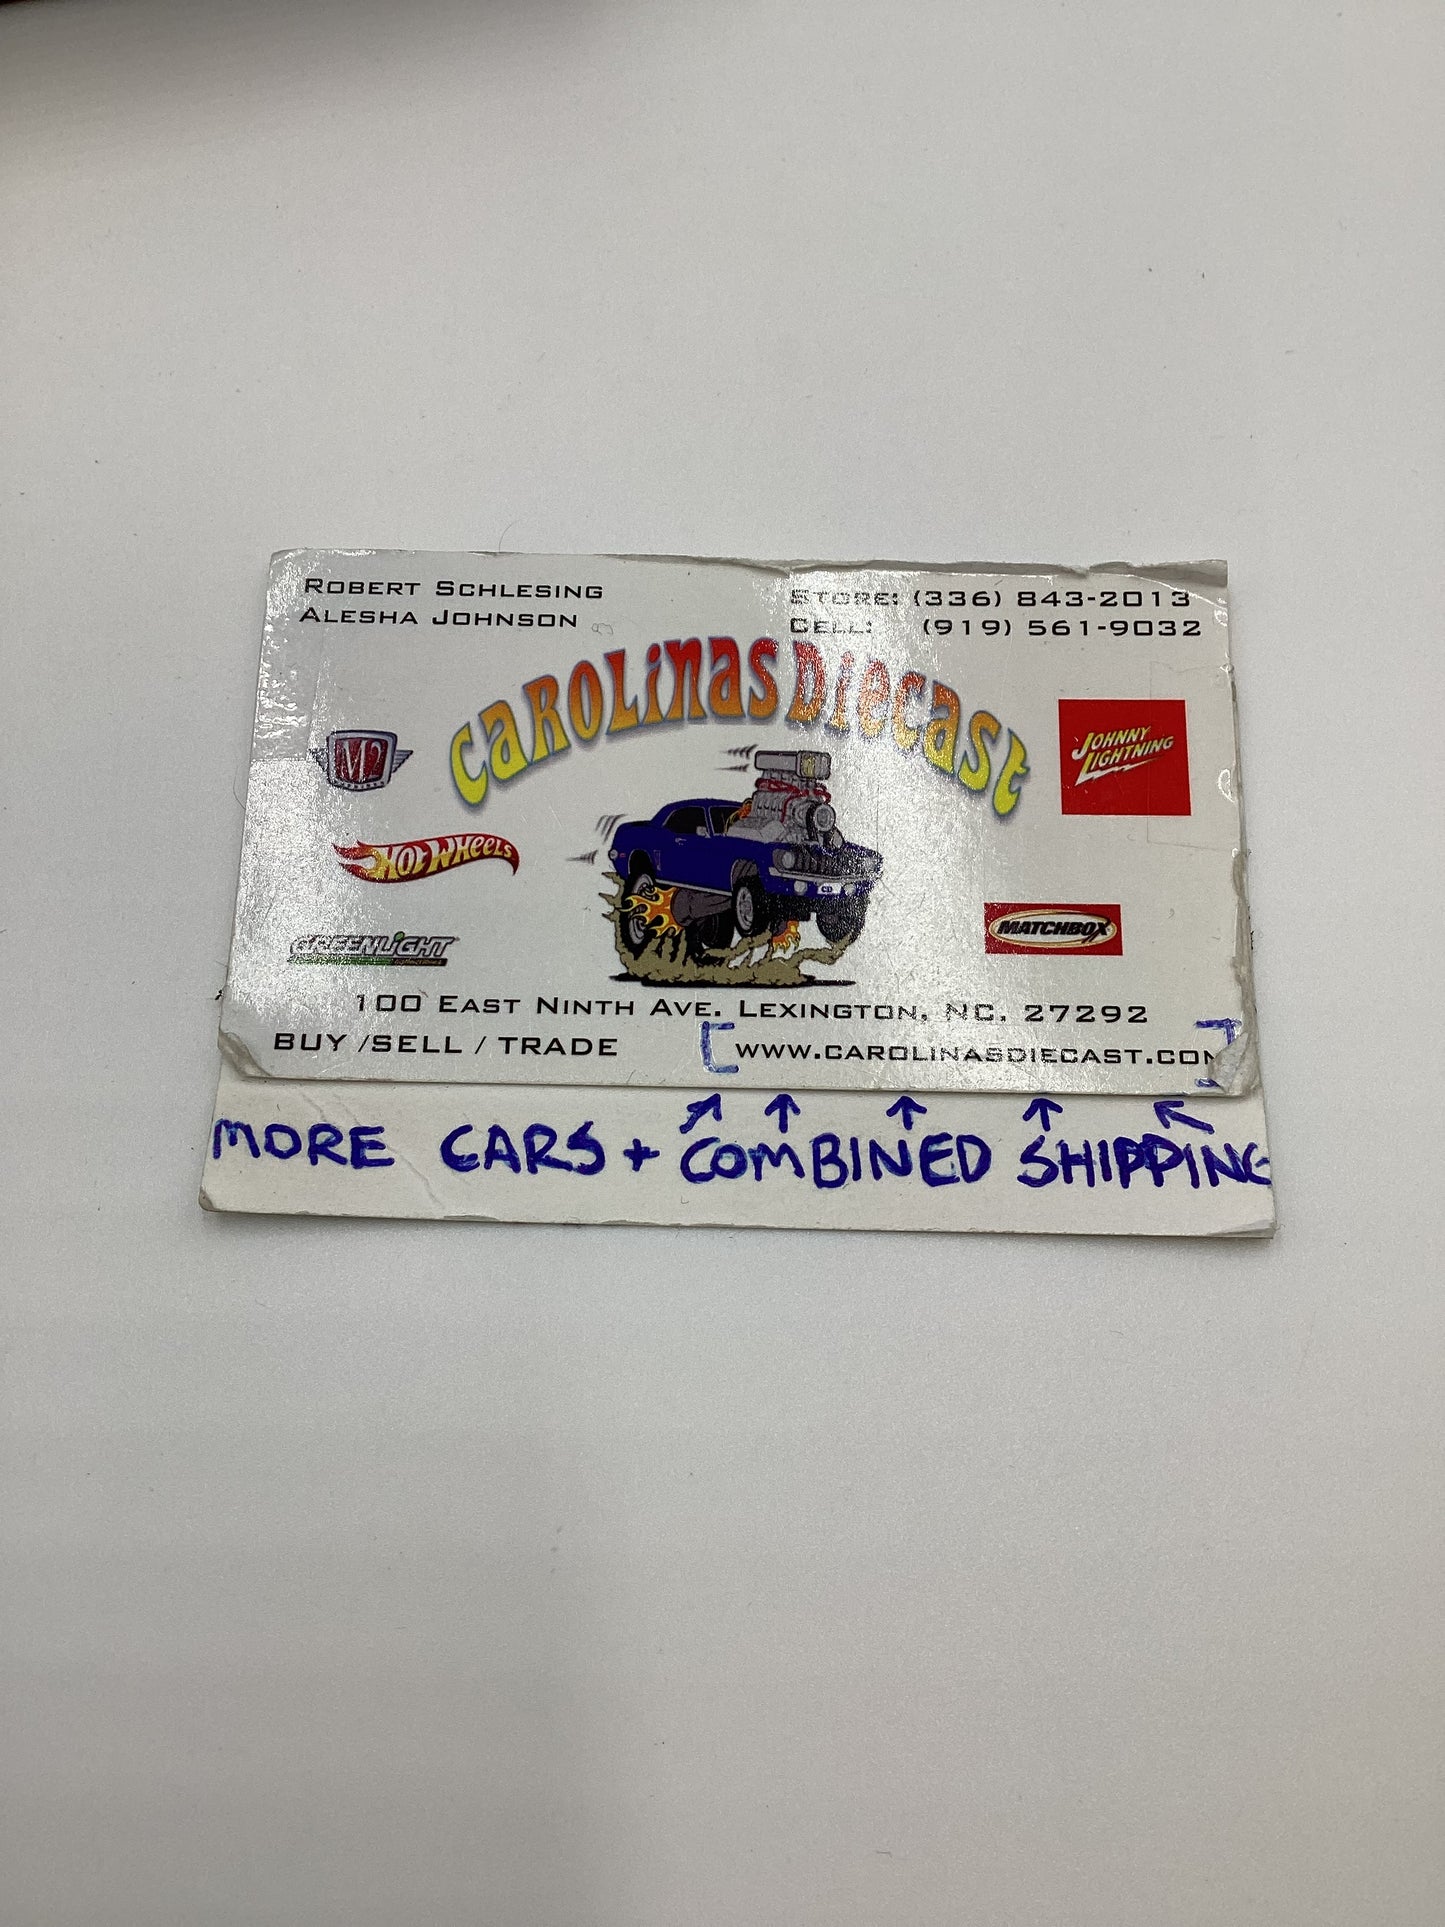 ROBERT SCHLESING
ALESHA JOHNSON
STORE: (336) 843-2013
CELL: (919) 561-9032
CAROLINAS DIECAST
M2
JOHNNY LIGHTNING
HOT WHEELS
CD
GREENLIGHT
MATCHBOX
100 EAST NINTH AVE. LEXINGTON, NC. 27292
BUY /SELL / TRADE
[WWW.CAROLINASDIECAST.COM]
MORE CARS + COMBINED SHIPPING